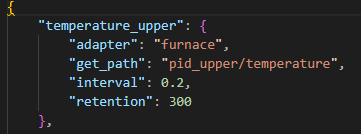 {
    "temperature_upper": {
        "adapter": "furnace",
        "get_path": "pid_upper/temperature",
        "interval": 0.2,
        "retention": 300
    },